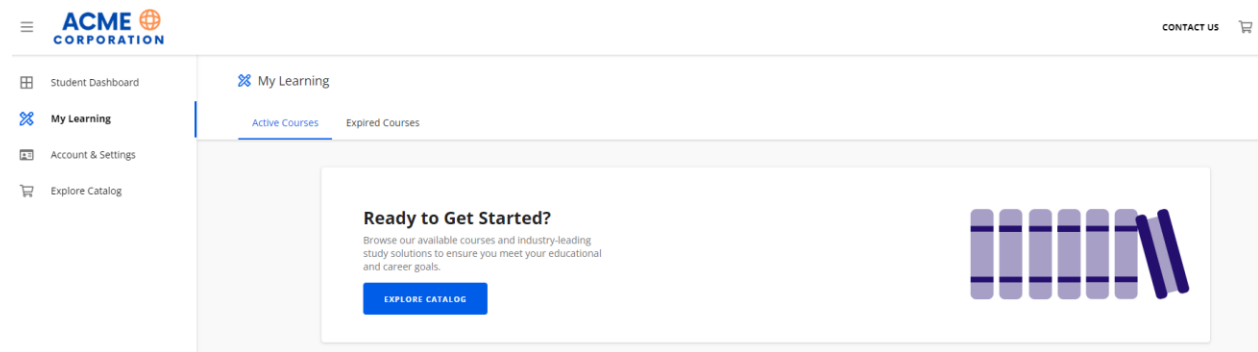 ACME
CORPORATION
CONTACT US
Student Dashboard
My Learning
Account & Settings
Explore Catalog
My Learning
Active Courses
Expired Courses
Ready to Get Started?
Browse our available courses and industry-leading
study solutions to ensure you meet your educational
and career goals.
EXPLORE CATALOG